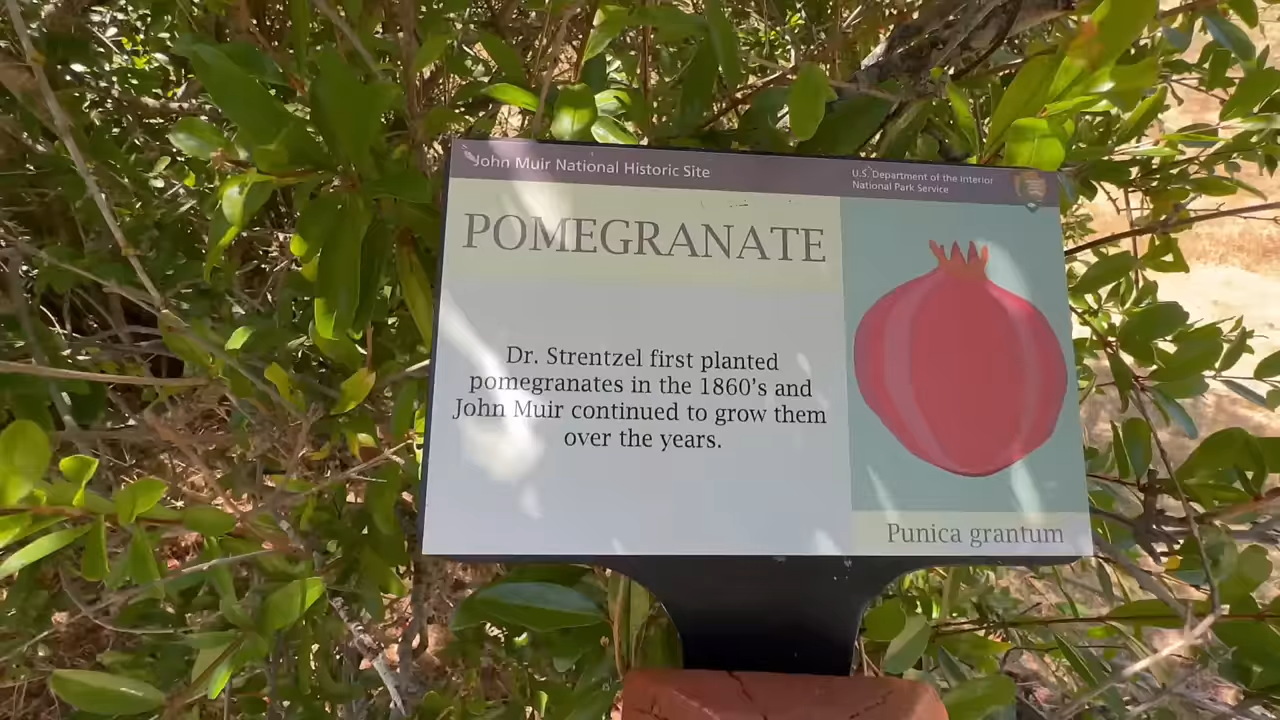 John Muir National Historic Site
U.S. Department of the Interior
National Park Service
POMEGRANATE
Dr. Strentzel first planted
pomegranates in the 1860's and
John Muir continued to grow them
over the years.
Punica grantum